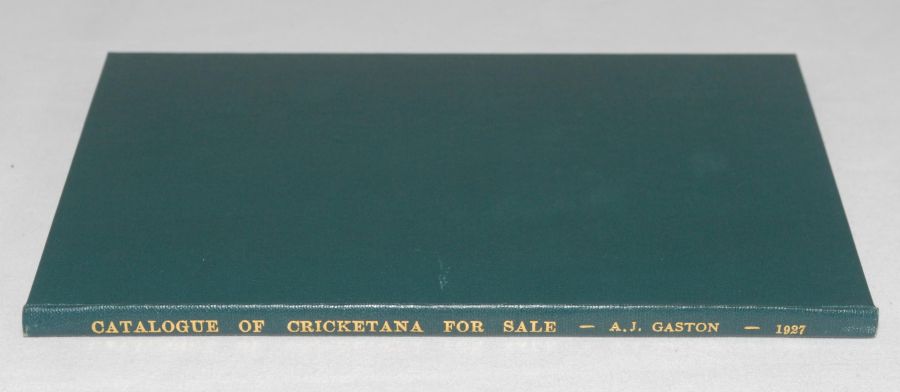 CATALOGUE OF CRICKETANA FOR SALE — A.J. GASTON — 1927